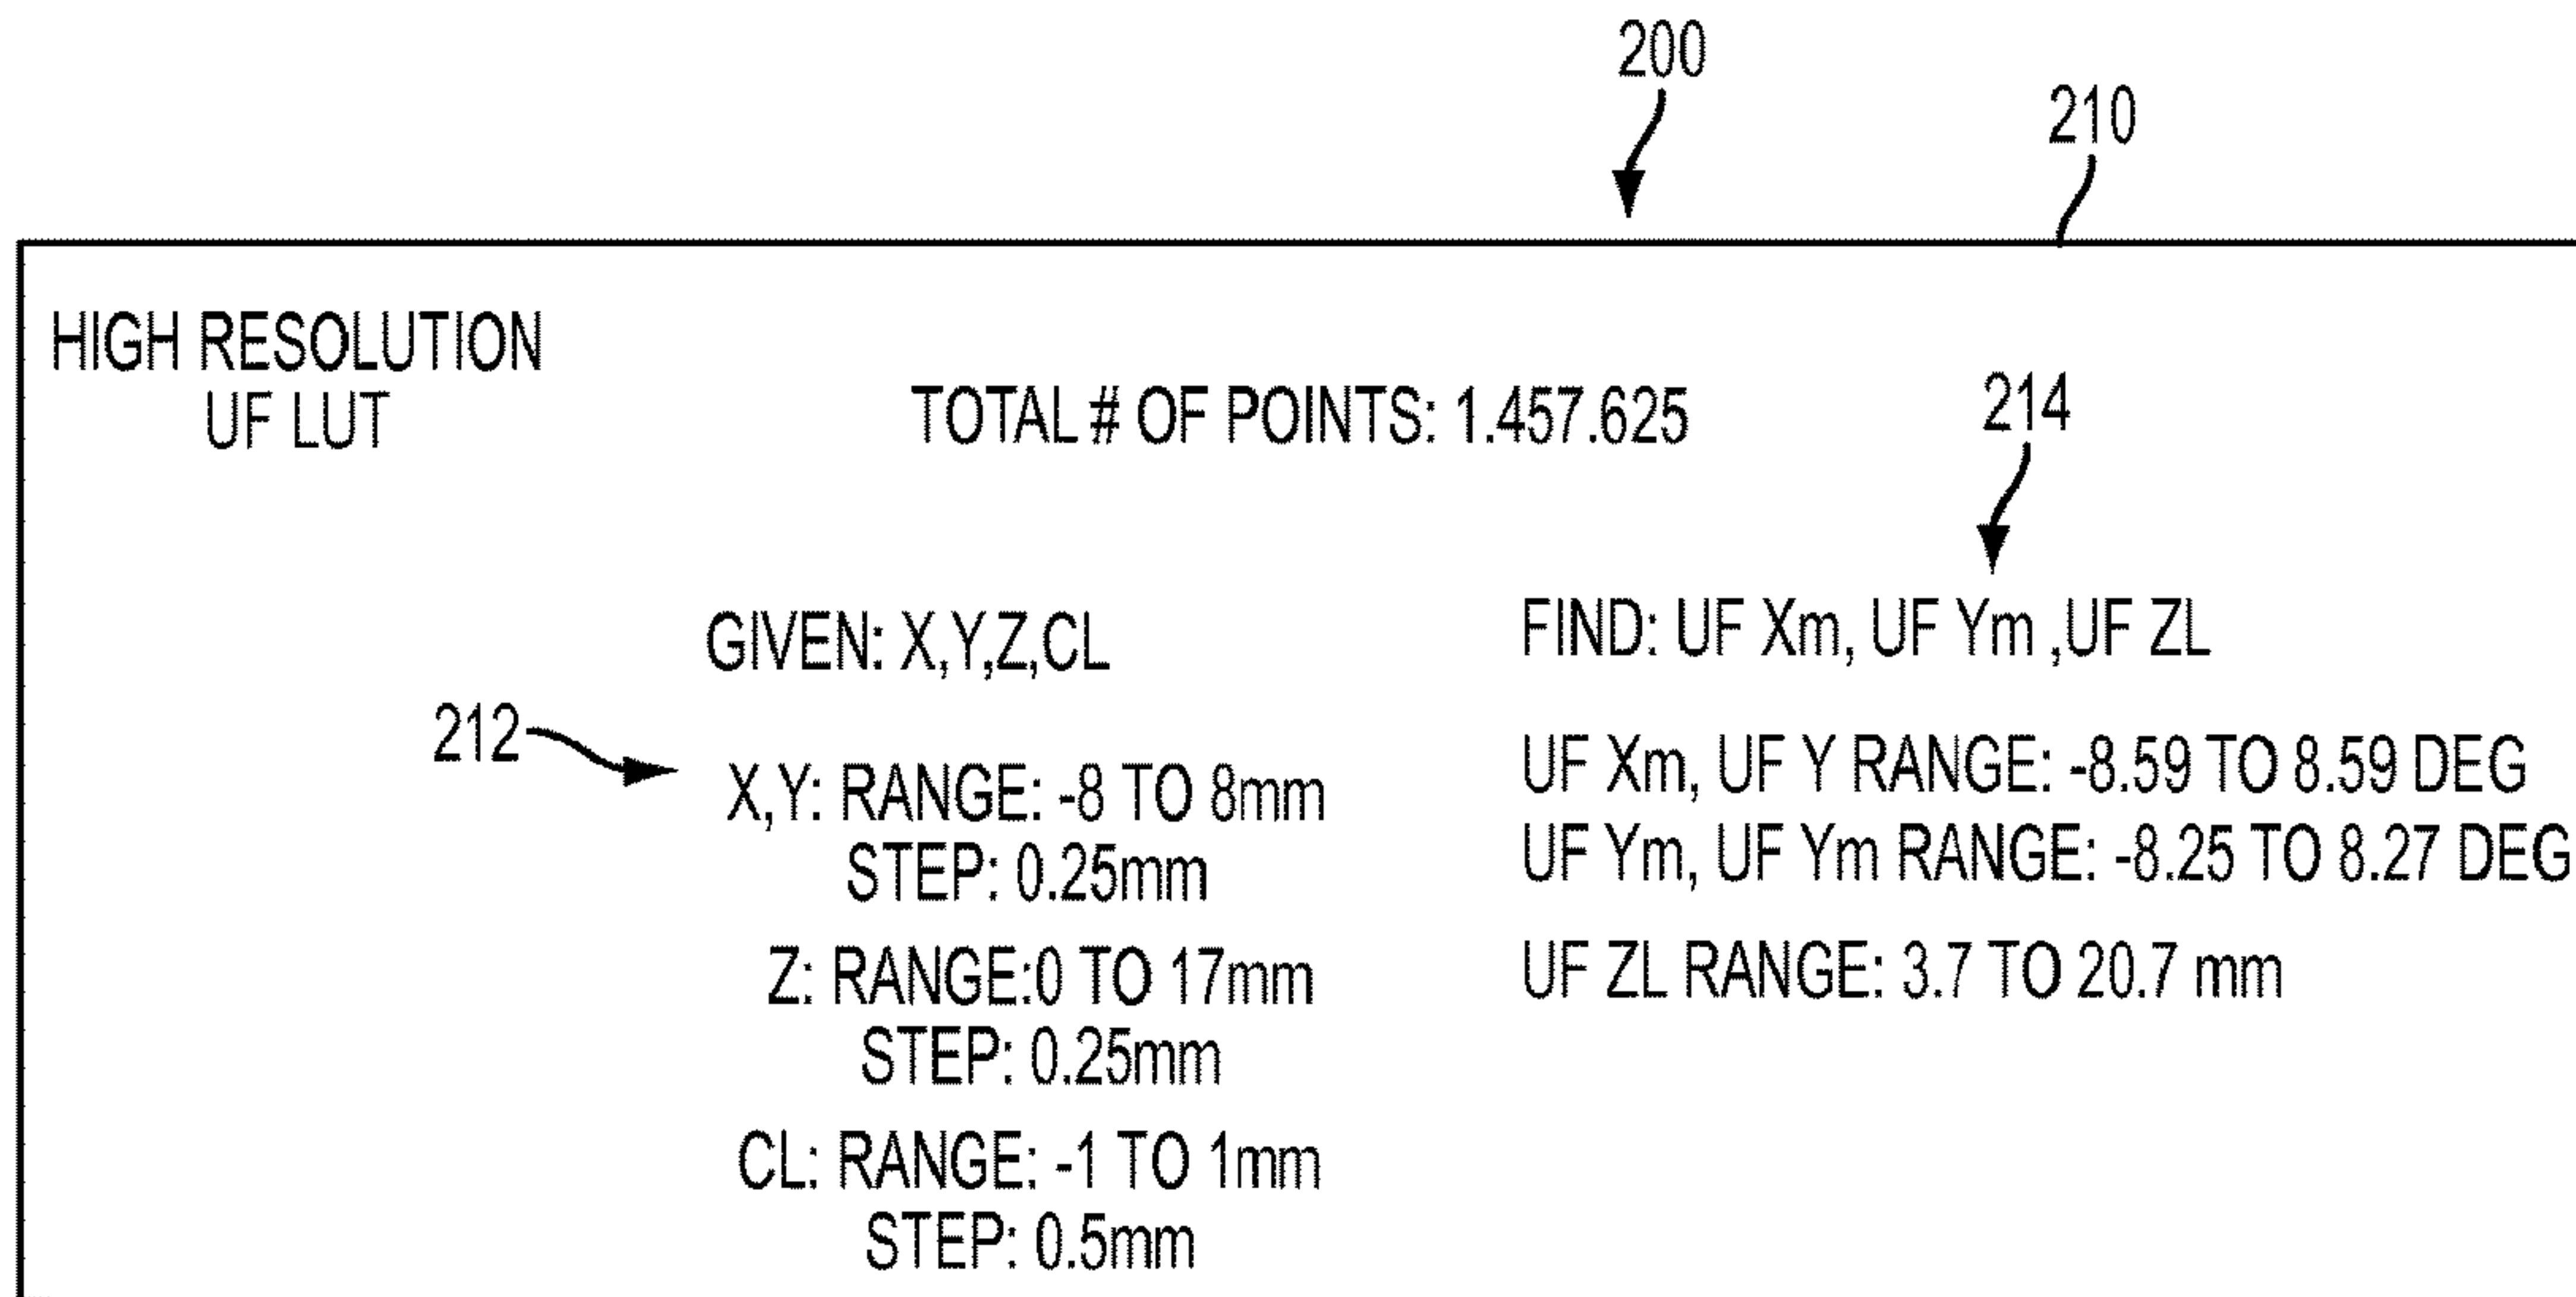 200
210
HIGH RESOLUTION
UF LUT
TOTAL # OF POINTS: 1.457.625
214
GIVEN: X,Y,Z,CL
FIND: UF Xm, UF Ym ,UF ZL
212
X,Y: RANGE: -8 TO 8mm
STEP: 0.25mm
Z: RANGE:0 TO 17mm
STEP: 0.25mm
CL: RANGE: -1 TO 1mm
STEP: 0.5mm
UF Xm, UF Y RANGE: -8.59 TO 8.59 DEG
UF Ym, UF Ym RANGE: -8.25 TO 8.27 DEG
UF ZL RANGE: 3.7 TO 20.7 mm